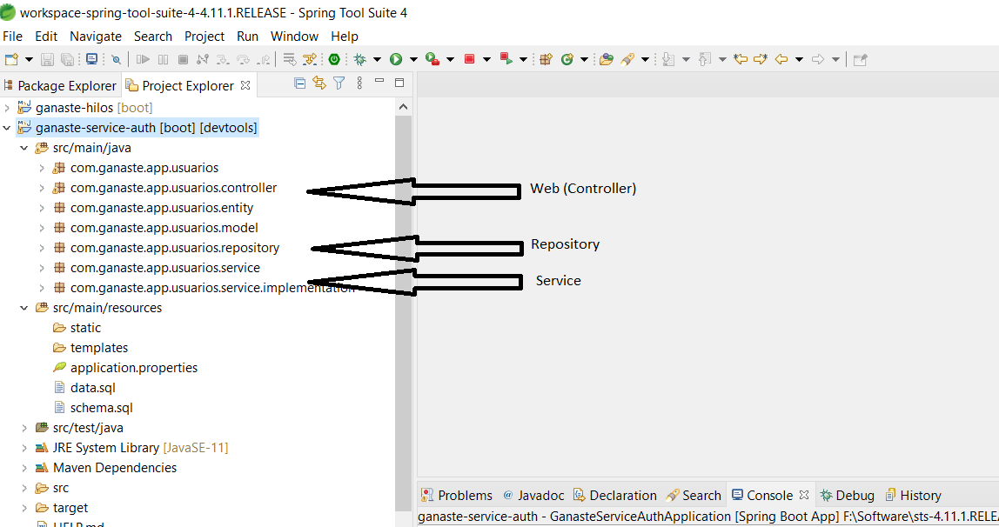 workspace-spring-tool-suite-4-4.11.1.RELEASE - Spring Tool Suite 4
File Edit Navigate Search Project Run Window Help
Package Explorer Project Explorer
ganaste-hilos [boot]
ganaste-service-auth [boot] [devtools]
src/main/java
com.ganaste.app.usuarios
com.ganaste.app.usuarios.controller
Web (Controller)
com.ganaste.app.usuarios.entity
com.ganaste.app.usuarios.model
com.ganaste.app.usuarios.repository
Repository
com.ganaste.app.usuarios.service
com.ganaste.app.usuarios.service.implementation
Service
src/main/resources
static
templates
application.properties
data.sql
schema.sql
src/test/java
JRE System Library [JavaSE-11]
Maven Dependencies
src
target
HELP.md
Problems @ Javadoc Declaration Search Console Debug History
ganaste-service-auth - GanasteServiceAuthApplication [Spring Boot App] F:\Software\sts-4.11.1.RELEA